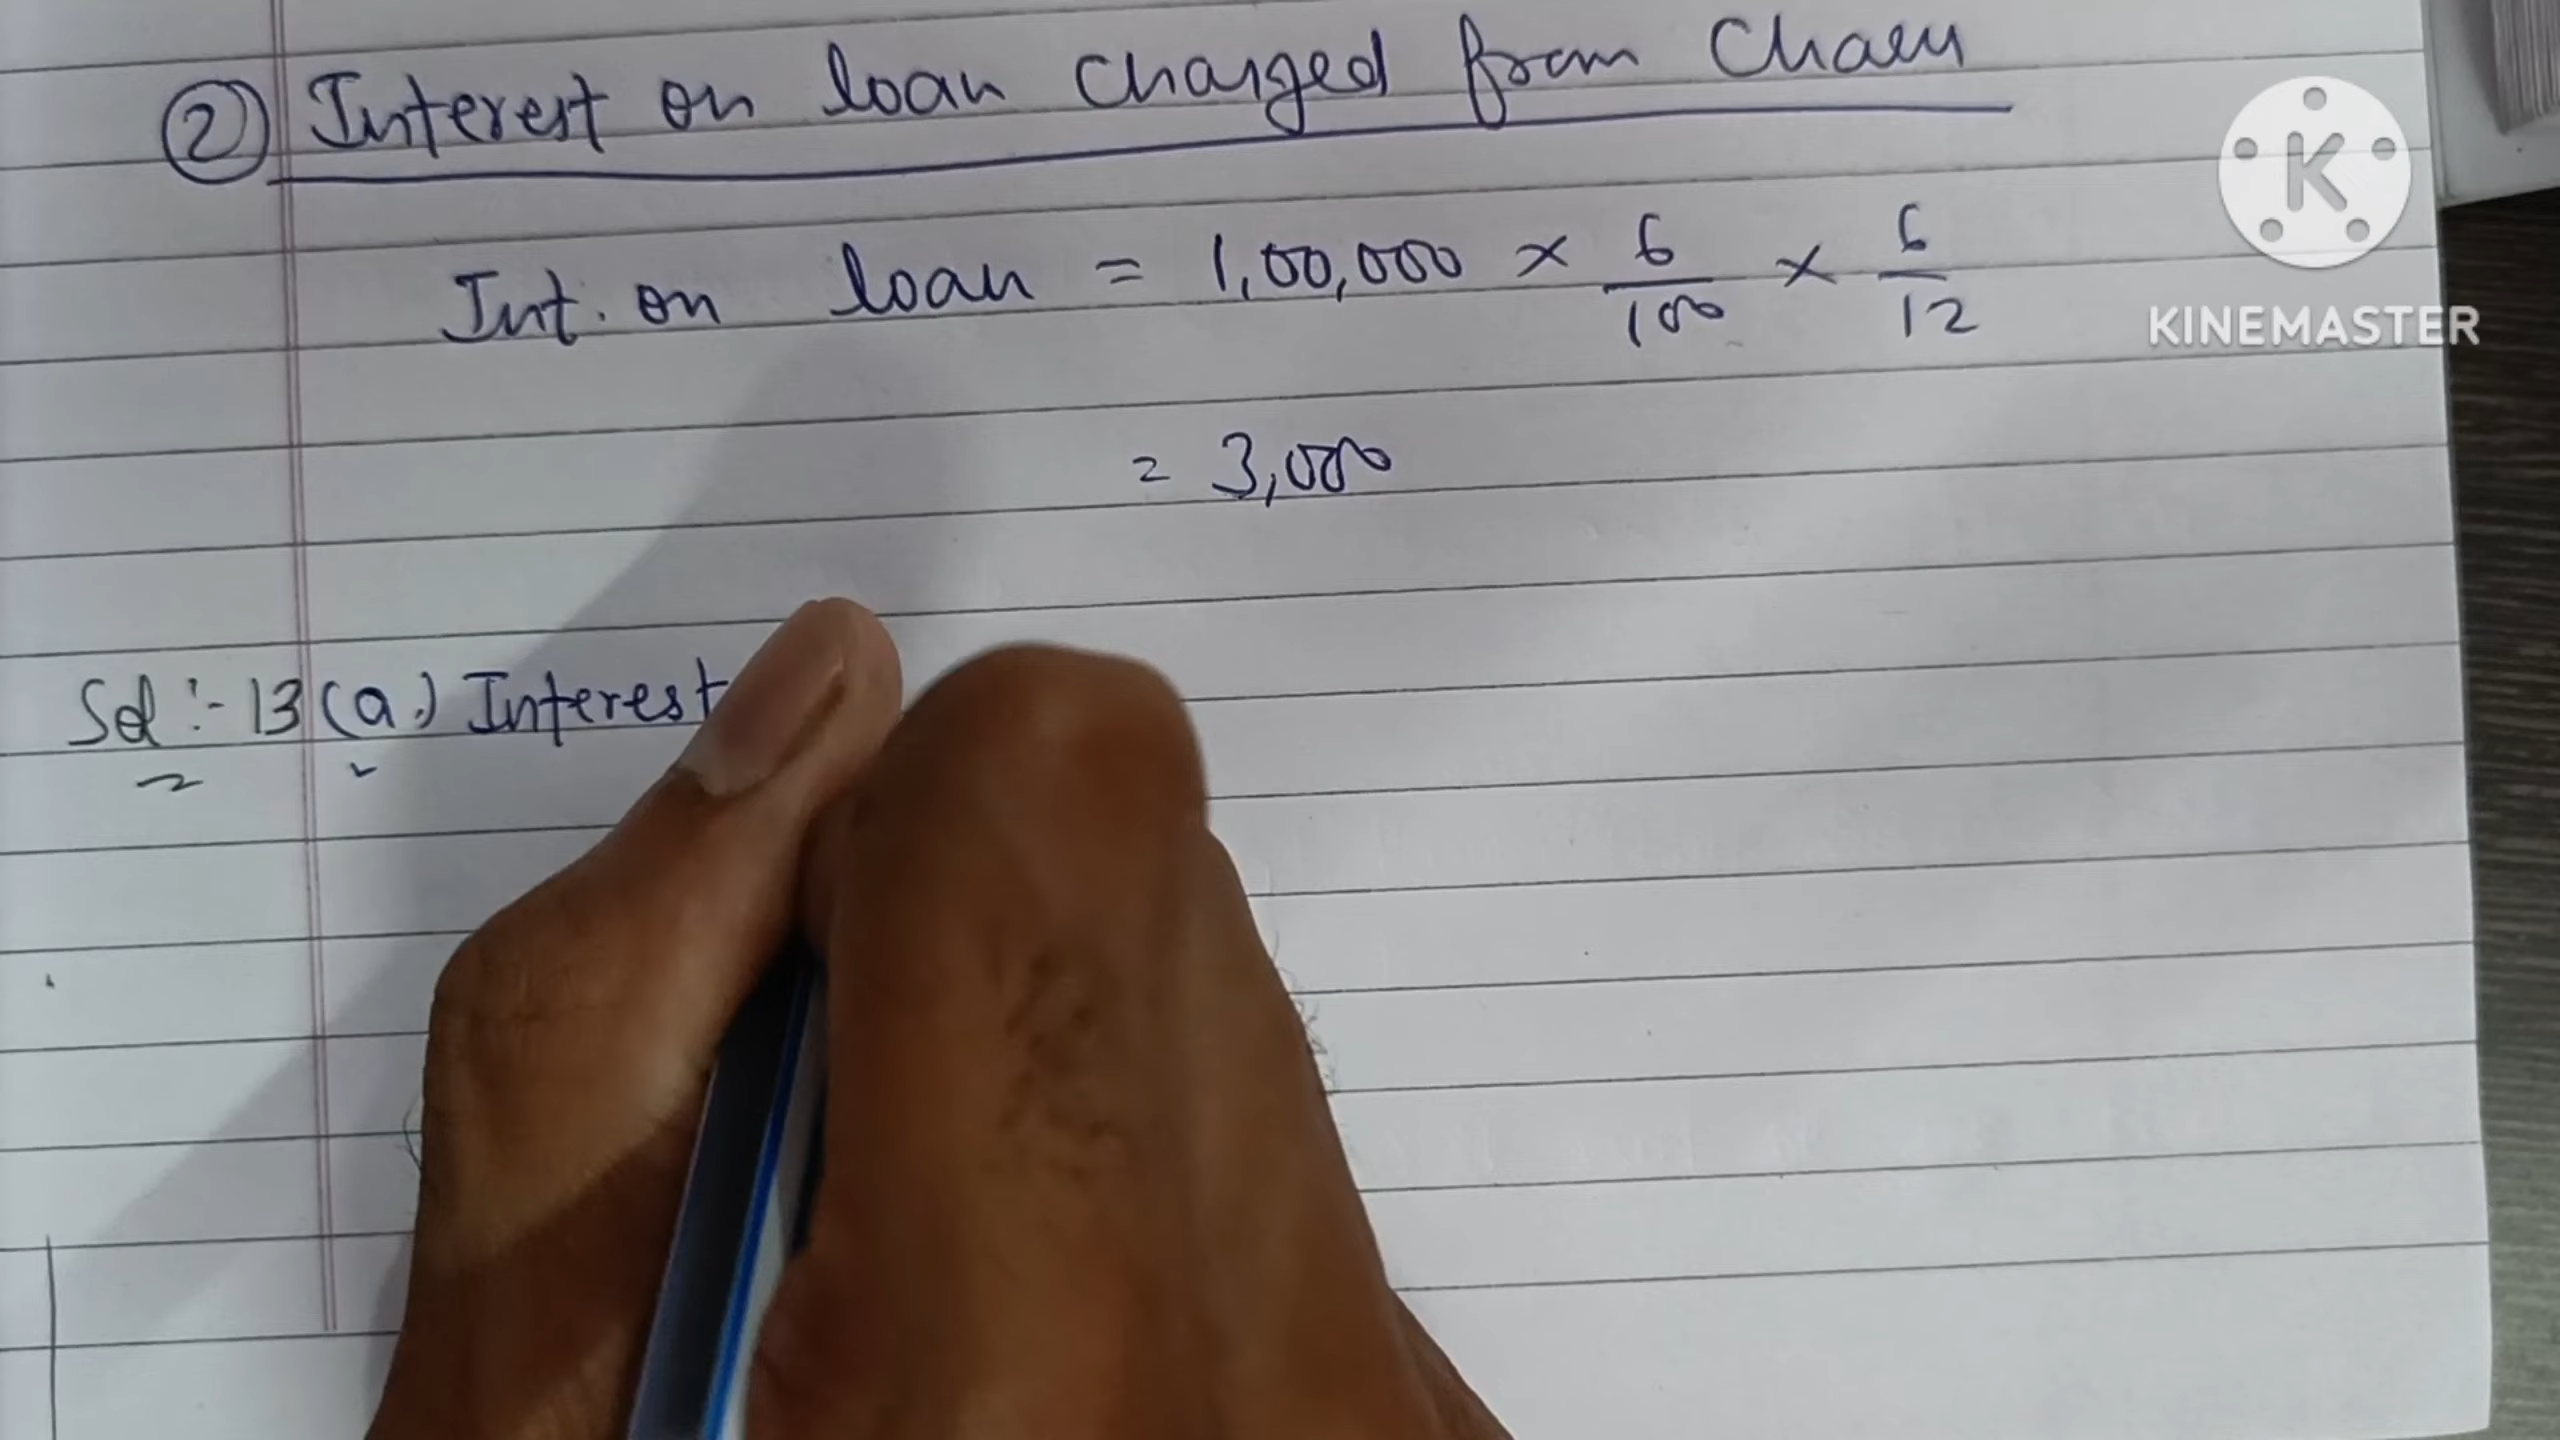 ② Interest on loan charged from Charu
Int. on loan = 1,00,000 × 6/100 × 6/12
= 3,000
Sol :- 13 (a.) Interest
K
KINEMASTER